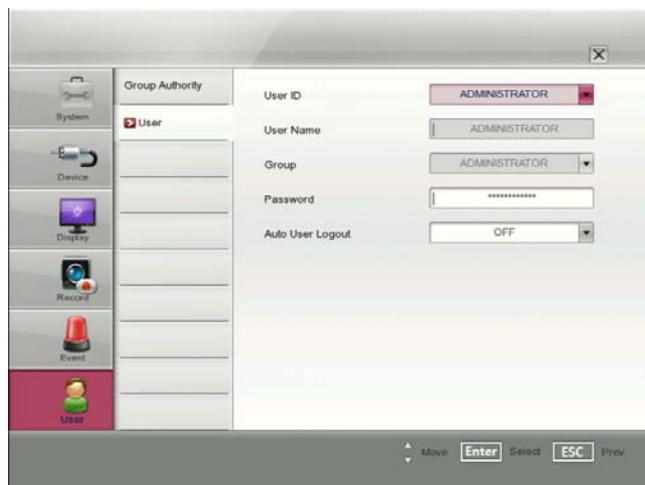 System
Device
Display
Record
Event
User
Group Authority
User
User ID
ADMINISTRATOR
User Name
ADMINISTRATOR
Group
ADMINISTRATOR
Password
************
Auto User Logout
OFF
Move Enter Select ESC Prev.